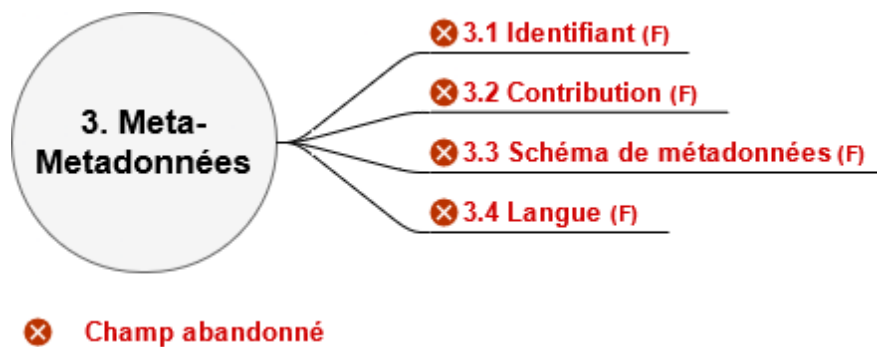 3. Meta-
Metadonnées
3.1 Identifiant (F)
3.2 Contribution (F)
3.3 Schéma de métadonnées (F)
3.4 Langue (F)
Champ abandonné